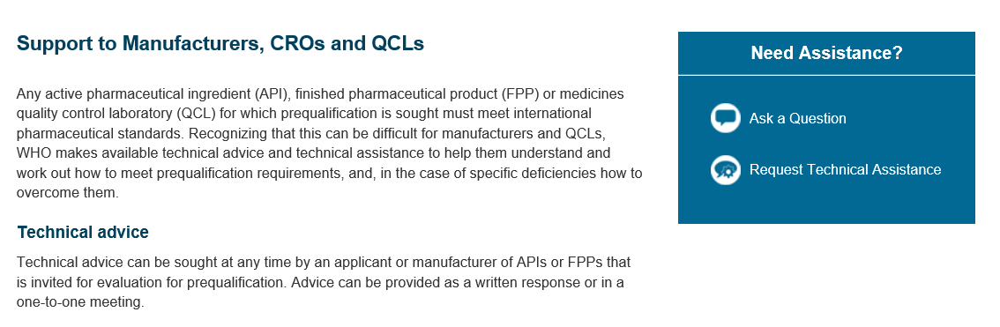 Support to Manufacturers, CROs and QCLs
Any active pharmaceutical ingredient (API), finished pharmaceutical product (FPP) or medicines
quality control laboratory (QCL) for which prequalification is sought must meet international
pharmaceutical standards. Recognizing that this can be difficult for manufacturers and QCLs,
WHO makes available technical advice and technical assistance to help them understand and
work out how to meet prequalification requirements, and, in the case of specific deficiencies how to
overcome them.
Technical advice
Technical advice can be sought at any time by an applicant or manufacturer of APIs or FPPs that
is invited for evaluation for prequalification. Advice can be provided as a written response or in a
one-to-one meeting.
Need Assistance?
Ask a Question
Request Technical Assistance